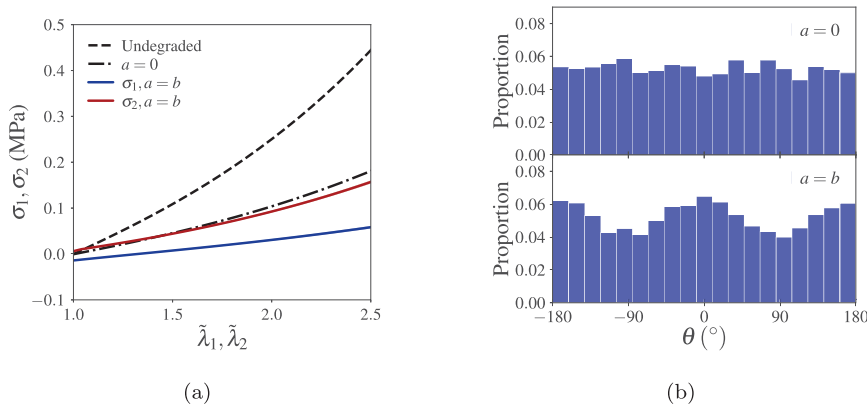 0.5
0.4
0.3
0.2
0.1
0.0
−0.1
σ₁, σ₂ (MPa)
Undegraded
a = 0
σ₁, a = b
σ₂, a = b
1.0 1.5 2.0 2.5
λ̃₁, λ̃₂
(a)
0.08
0.06
0.04
0.02
0.00
Proportion
a = 0
0.08
0.06
0.04
0.02
0.00
Proportion
a = b
−180 −90 0 90 180
θ (°)
(b)